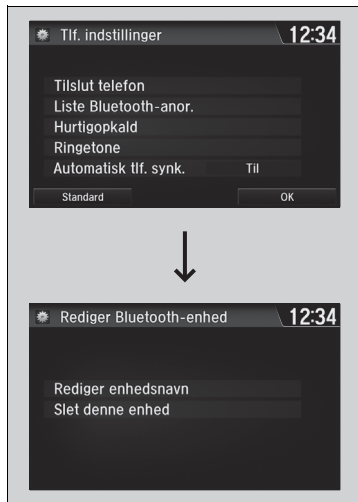 Tlf. indstillinger 12:34
Tilslut telefon
Liste Bluetooth-anor.
Hurtigopkald
Ringetone
Automatisk tlf. synk. Til
Standard OK
Rediger Bluetooth-enhed 12:34
Rediger enhedsnavn
Slet denne enhed